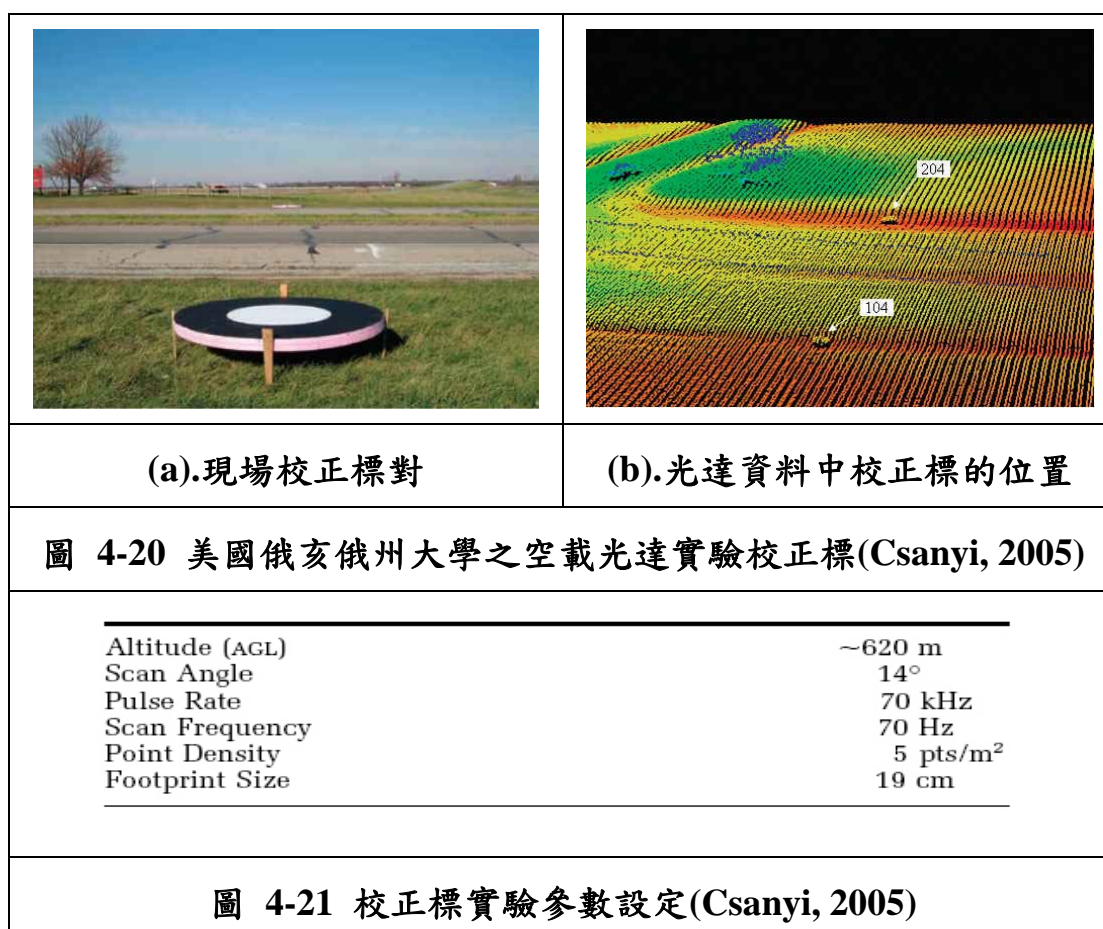 204
104
(a).現場校正標對
(b).光達資料中校正標的位置
圖 4-20 美國俄亥俄州大學之空載光達實驗校正標(Csanyi, 2005)
Altitude (AGL) ~620 m
Scan Angle 14°
Pulse Rate 70 kHz
Scan Frequency 70 Hz
Point Density 5 pts/m²
Footprint Size 19 cm
圖 4-21 校正標實驗參數設定(Csanyi, 2005)